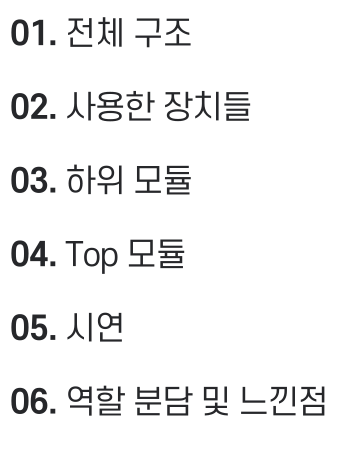 01. 전체 구조
02. 사용한 장치들
03. 하위 모듈
04. Top 모듈
05. 시연
06. 역할 분담 및 느낀점